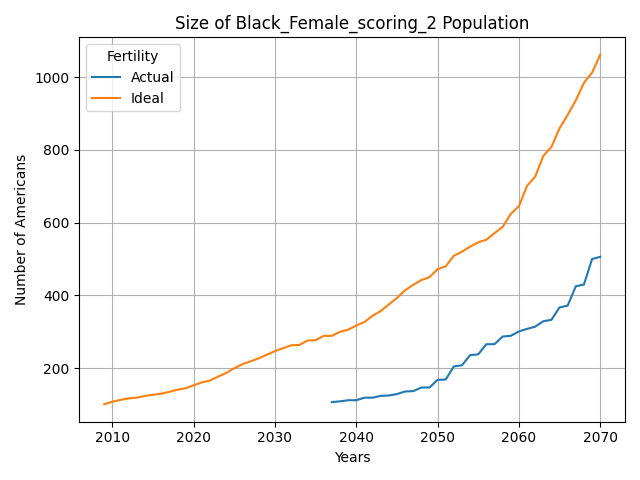 Size of Black_Female_scoring_2 Population
Fertility
Actual
Ideal
Number of Americans
1000
800
600
400
200
2010 2020 2030 2040 2050 2060 2070
Years